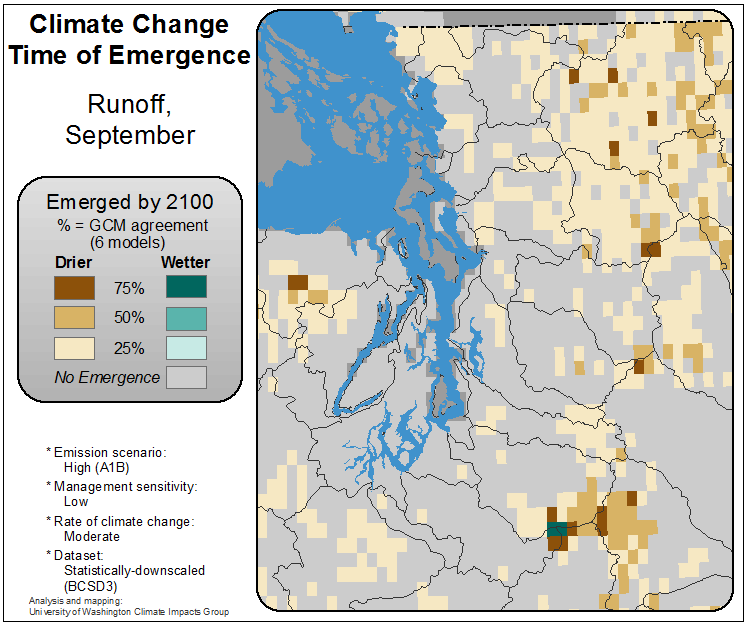 Climate Change
Time of Emergence
Runoff,
September
Emerged by 2100
% = GCM agreement
(6 models)
Drier Wetter
75%
50%
25%
No Emergence
* Emission scenario:
High (A1B)
* Management sensitivity:
Low
* Rate of climate change:
Moderate
* Dataset:
Statistically-downscaled
(BCSD3)
Analysis and mapping:
University of Washington Climate Impacts Group